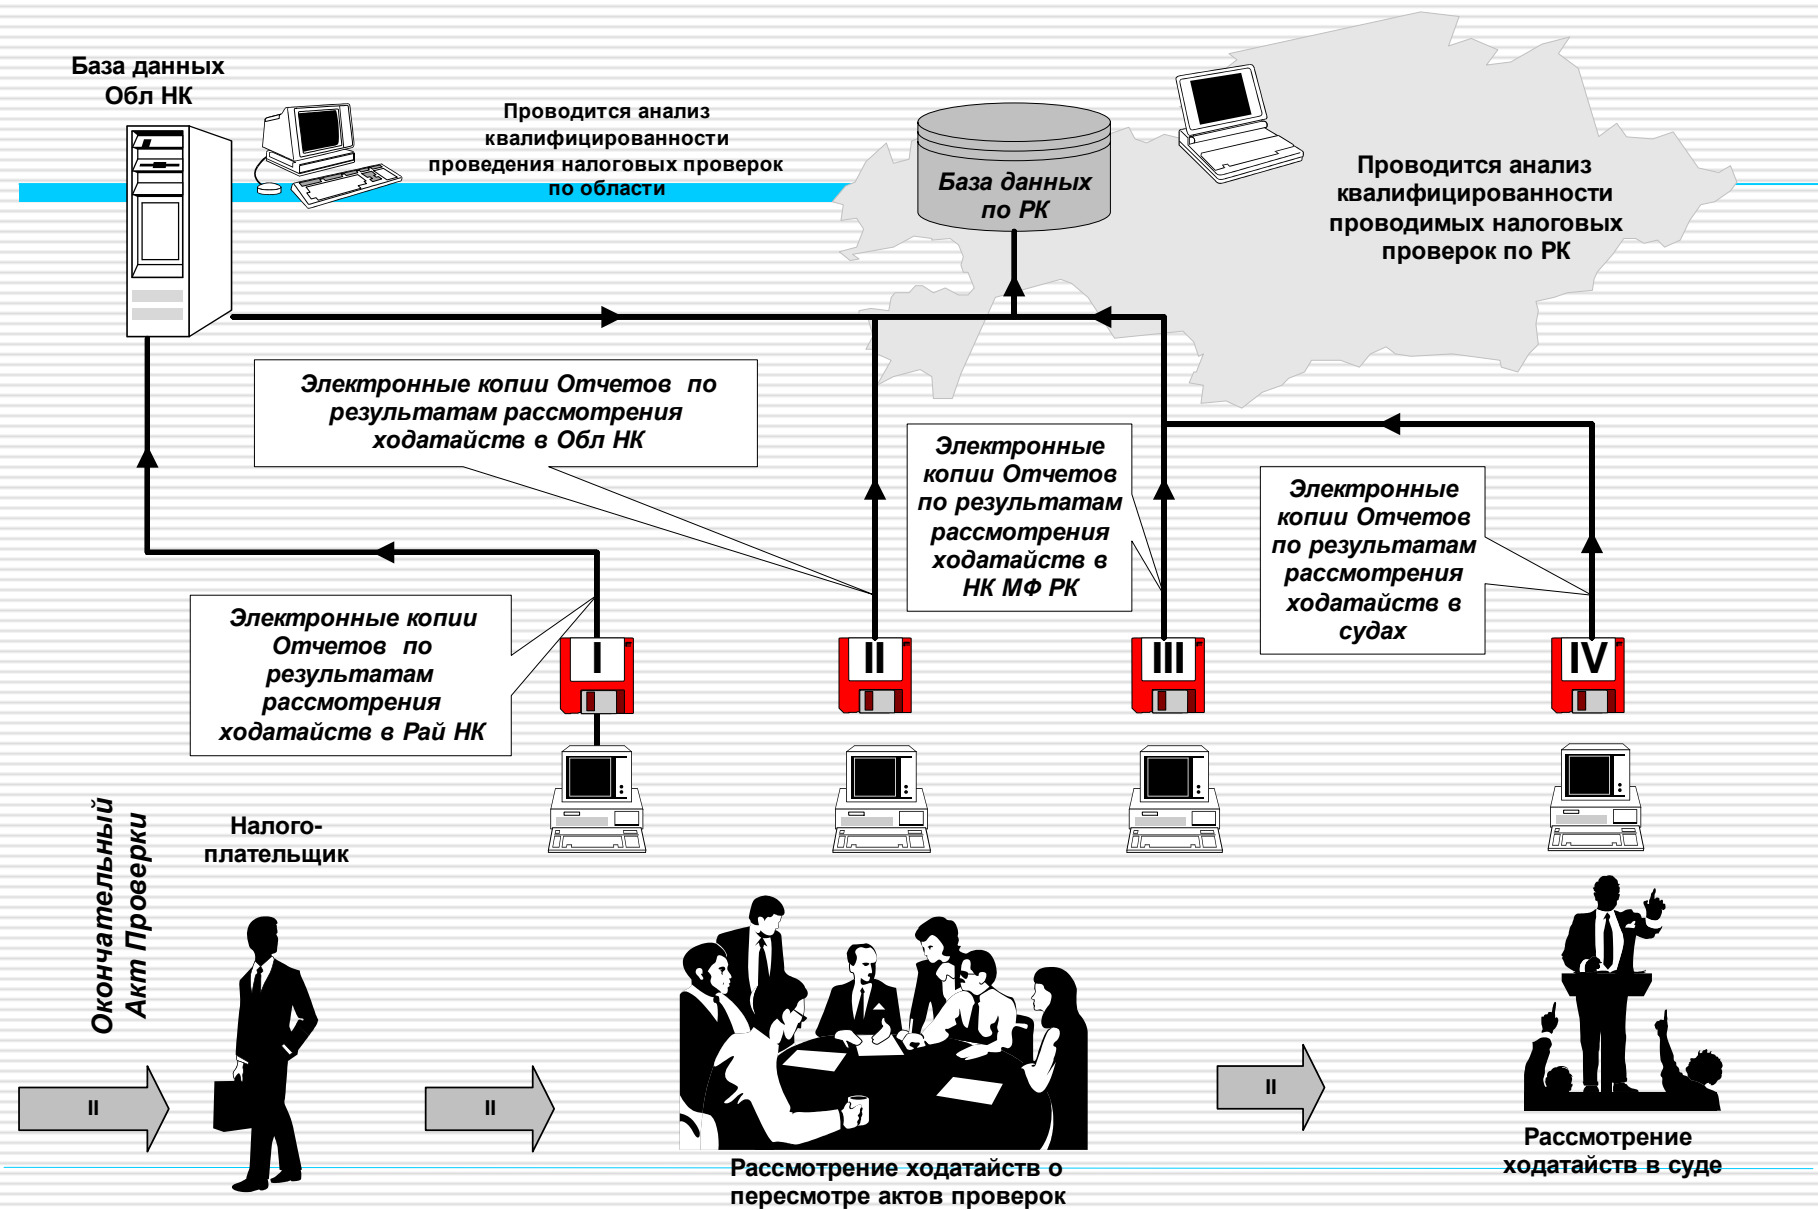 База данных
Обл НК
Проводится анализ
квалифицированности
проведения налоговых проверок
по области
База данных
по РК
Проводится анализ
квалифицированности
проводимых налоговых
проверок по РК
Электронные копии Отчетов по
результатам рассмотрения
ходатайств в Обл НК
Электронные
копии Отчетов
по результатам
рассмотрения
ходатайств в
НК МФ РК
Электронные
копии Отчетов
по результатам
рассмотрения
ходатайств в
судах
Электронные копии
Отчетов по
результатам
рассмотрения
ходатайств в Рай НК
I
II
III
IV
Окончательный
Акт Проверки
Налого-
плательщик
II
II
II
Рассмотрение ходатайств о
пересмотре актов проверок
Рассмотрение
ходатайств в суде